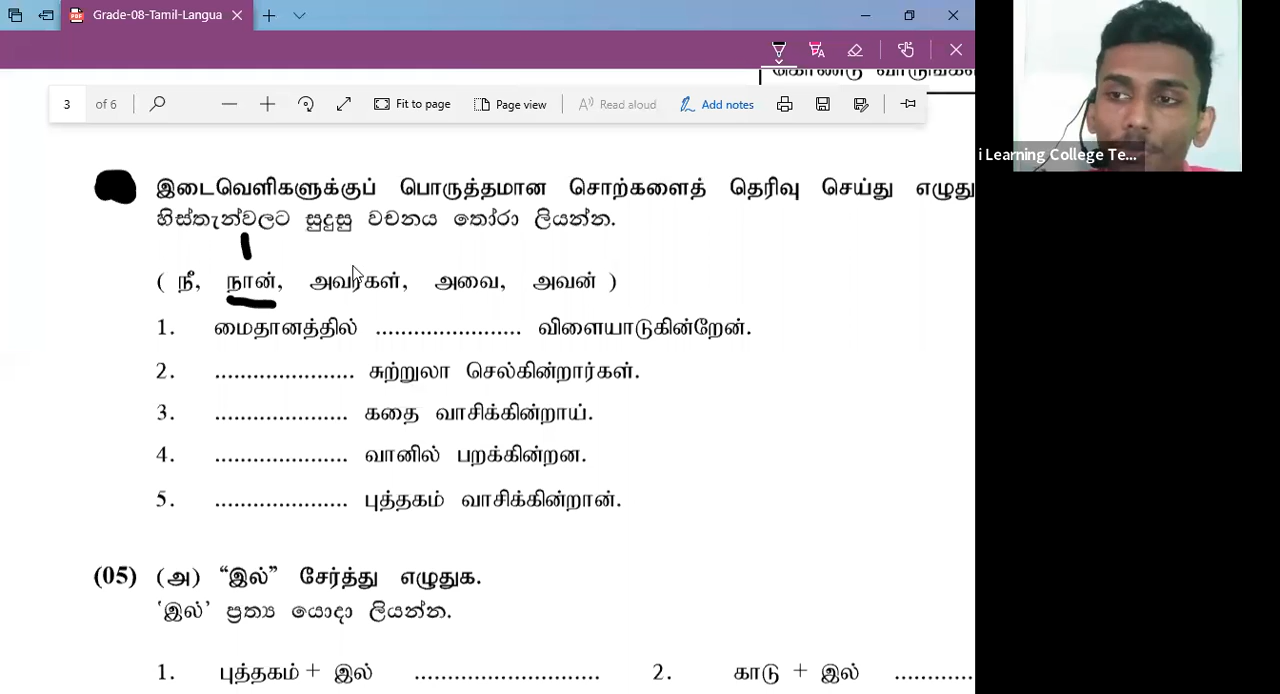 Grade-08-Tamil-Langua
3 of 6 Fit to page Page view Read aloud Add notes
i Learning College Te...
இடைவெளிகளுக்குப் பொருத்தமான சொற்களைத் தெரிவு செய்து எழுது
හිස්තැන්වලට සුදුසු වචනය තෝරා ලියන්න.
( நீ, நான், அவர்கள், அவை, அவன் )
1. மைதானத்தில் ...................... விளையாடுகின்றேன்.
2. ..................... சுற்றுலா செல்கின்றார்கள்.
3. .................... கதை வாசிக்கின்றாய்.
4. .................... வானில் பறக்கின்றன.
5. .................... புத்தகம் வாசிக்கின்றான்.
(05) (அ) “இல்” சேர்த்து எழுதுக.
‘இல்’ ප්‍රත්‍ය යොදා ලියන්න.
1. புத்தகம் + இல் ............................ 2. காடு + இல் ............